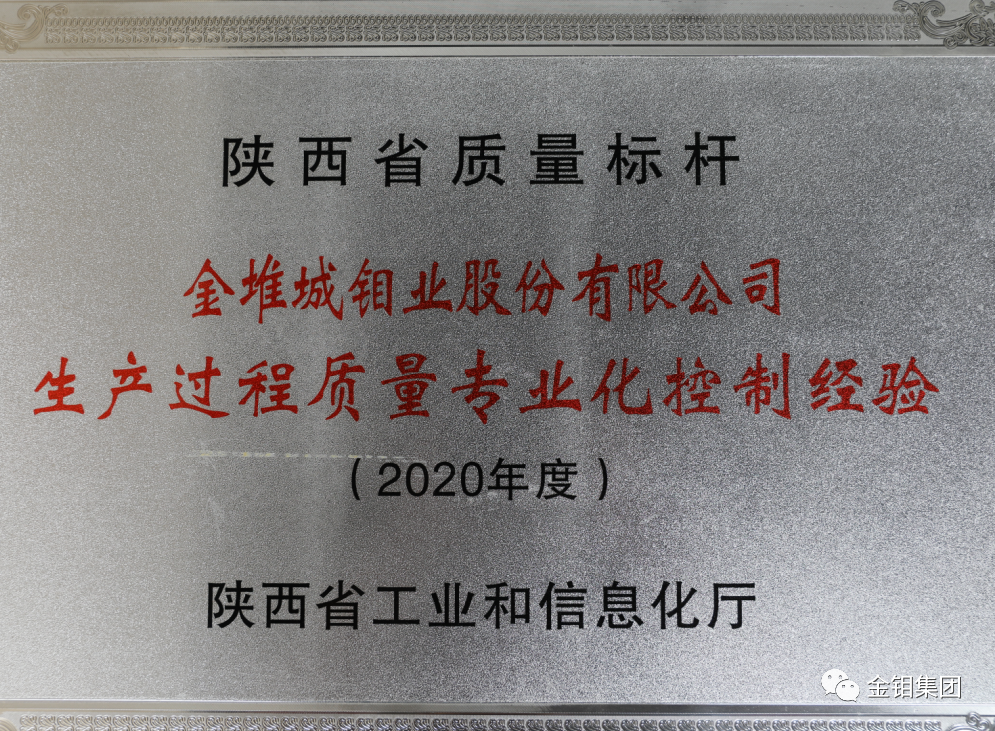 陕西省质量标杆
金堆城钼业股份有限公司
生产过程质量专业化控制经验
（2020年度）
陕西省工业和信息化厅
金钼集团